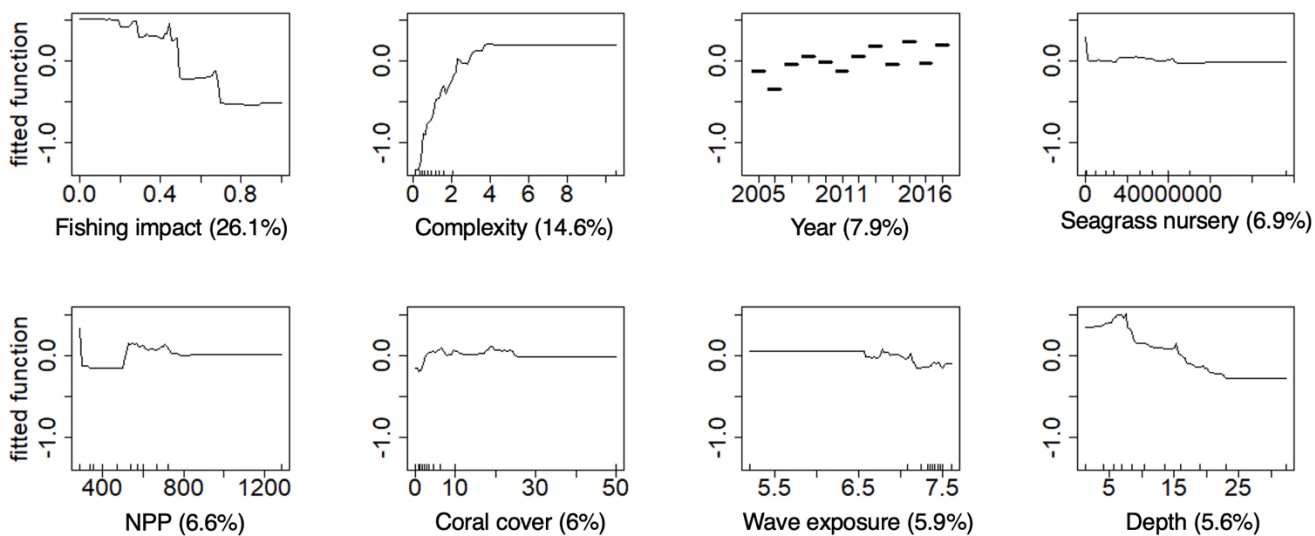 fitted function
0.0
-1.0
0.0 0.4 0.8
Fishing impact (26.1%)
0.0
-1.0
0 2 4 6 8
Complexity (14.6%)
0.0
-1.0
2005 2011 2016
Year (7.9%)
0.0
-1.0
0 40000000
Seagrass nursery (6.9%)
fitted function
0.0
-1.0
400 800 1200
NPP (6.6%)
0.0
-1.0
0 10 30 50
Coral cover (6%)
0.0
-1.0
5.5 6.5 7.5
Wave exposure (5.9%)
0.0
-1.0
5 15 25
Depth (5.6%)